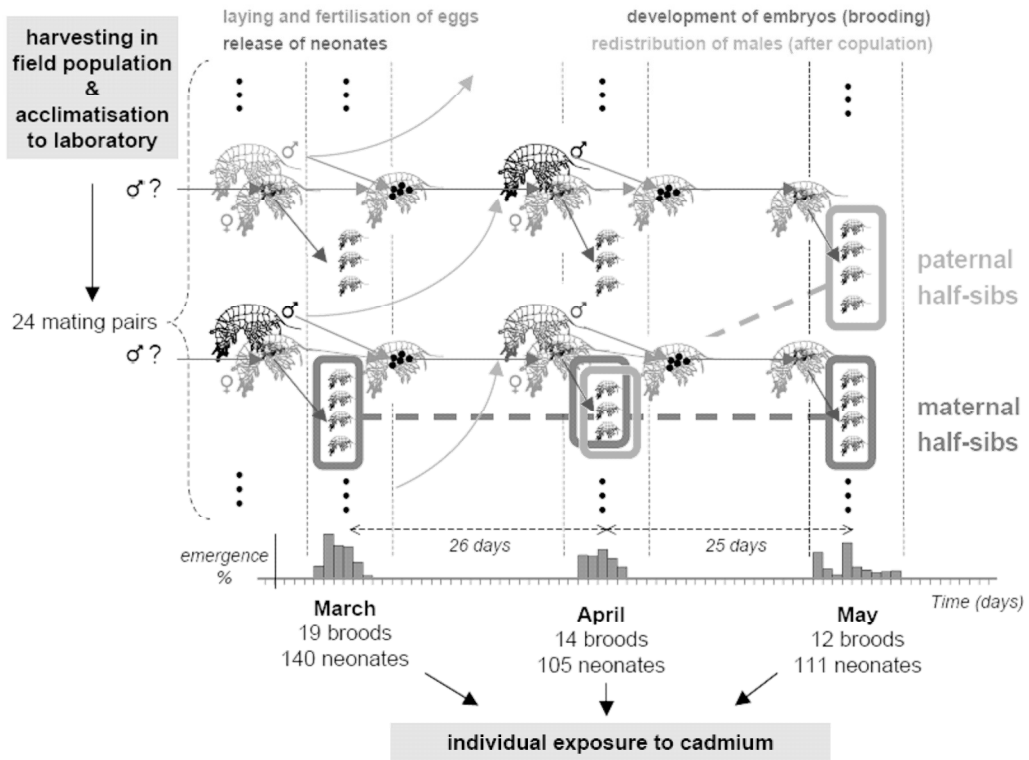 laying and fertilisation of eggs
release of neonates
development of embryos (brooding)
redistribution of males (after copulation)
harvesting in
field population
&
acclimatisation
to laboratory
♂ ?
♂
♀
♂
♀
paternal
half-sibs
24 mating pairs
♂ ?
♂
♀
♂
♀
maternal
half-sibs
26 days
25 days
emergence
%
Time (days)
March
19 broods
140 neonates
April
14 broods
105 neonates
May
12 broods
111 neonates
individual exposure to cadmium